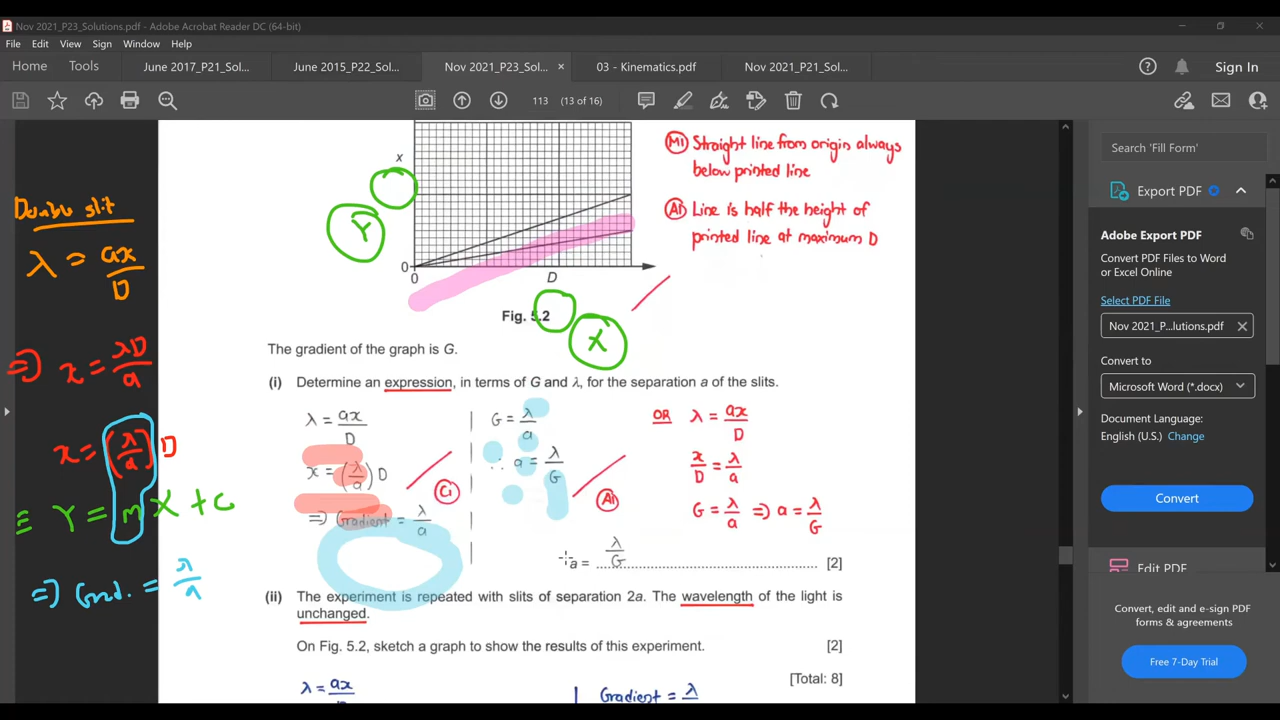 Nov 2021_P23_Solutions.pdf - Adobe Acrobat Reader DC (64-bit)
File Edit View Sign Window Help
Home Tools June 2017_P21_Sol... June 2015_P22_Sol... Nov 2021_P23_Sol... × 03 - Kinematics.pdf Nov 2021_P21_Sol... Sign In
113 (13 of 16)
Double slit
λ = ax/D
⇒ x = λD/a
x = (λ/a) D
≡ Y = m X + C
⇒ Grad. = λ/a
x
Y
0
0
D
X
Fig. 5.2
M1 Straight line from origin always
below printed line
A1 Line is half the height of
printed line at maximum D
The gradient of the graph is G.
(i) Determine an expression, in terms of G and λ, for the separation a of the slits.
λ = ax/D
x = (λ/a) D
⇒ Gradient = λ/a
C1
G = λ/a
∴ a = λ/G
A1
OR λ = ax/D
x/D = λ/a
G = λ/a ⇒ a = λ/G
a = λ/G [2]
(ii) The experiment is repeated with slits of separation 2a. The wavelength of the light is
unchanged.
On Fig. 5.2, sketch a graph to show the results of this experiment. [2]
[Total: 8]
λ = ax
Gradient = λ
Search 'Fill Form'
Export PDF
Adobe Export PDF
Convert PDF Files to Word
or Excel Online
Select PDF File
Nov 2021_P...lutions.pdf
Convert to
Microsoft Word (*.docx)
Document Language:
English (U.S.) Change
Convert
Edit PDF
Convert, edit and e-sign PDF
forms & agreements
Free 7-Day Trial